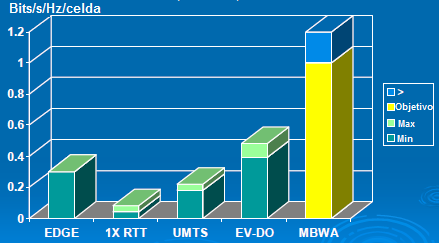 Bits/s/Hz/celda
1.2
1
0.8
0.6
0.4
0.2
0
EDGE 1X RTT UMTS EV-DO MBWA
>
Objetivo
Max
Min